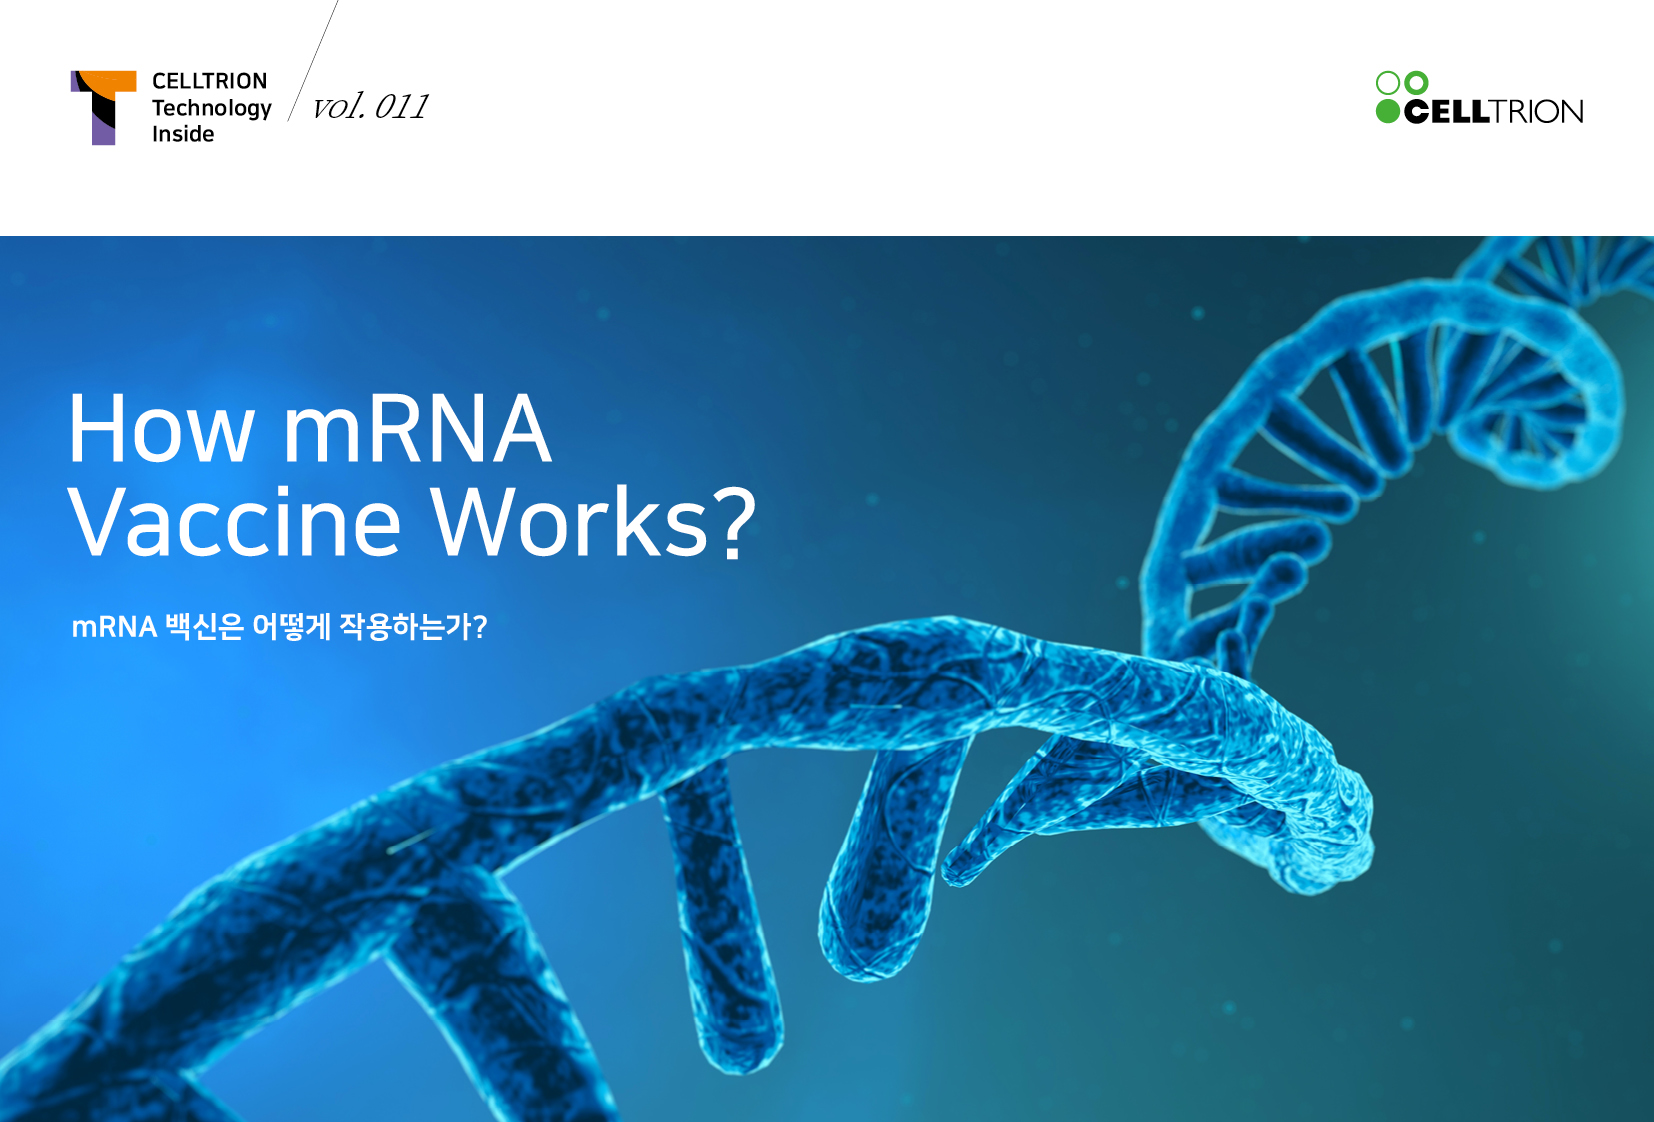 CELLTRION
Technology
Inside
vol. 011
CELLTRION
How mRNA
Vaccine Works?
mRNA 백신은 어떻게 작용하는가?